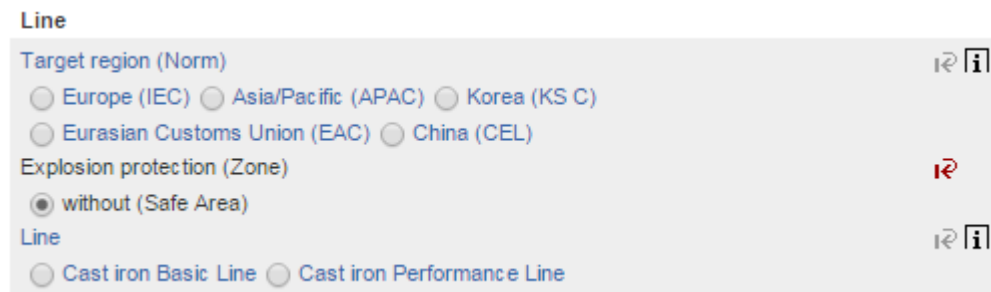 Line
Target region (Norm)
Europe (IEC) Asia/Pacific (APAC) Korea (KS C)
Eurasian Customs Union (EAC) China (CEL)
Explosion protection (Zone)
without (Safe Area)
Line
Cast iron Basic Line Cast iron Performance Line